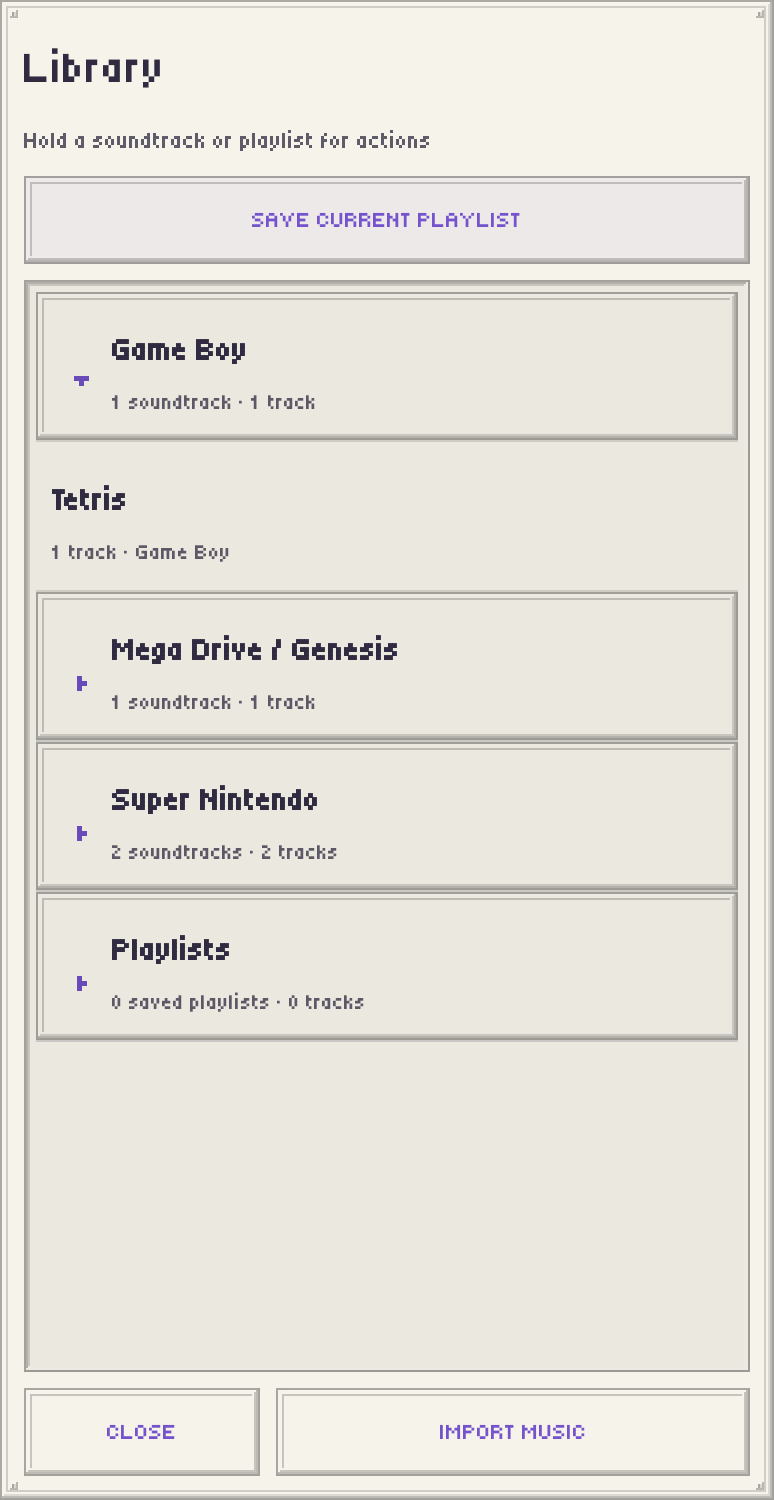 Library
Hold a soundtrack or playlist for actions
SAVE CURRENT PLAYLIST
Game Boy
1 soundtrack · 1 track
Tetris
1 track · Game Boy
Mega Drive / Genesis
1 soundtrack · 1 track
Super Nintendo
2 soundtracks · 2 tracks
Playlists
0 saved playlists · 0 tracks
CLOSE
IMPORT MUSIC